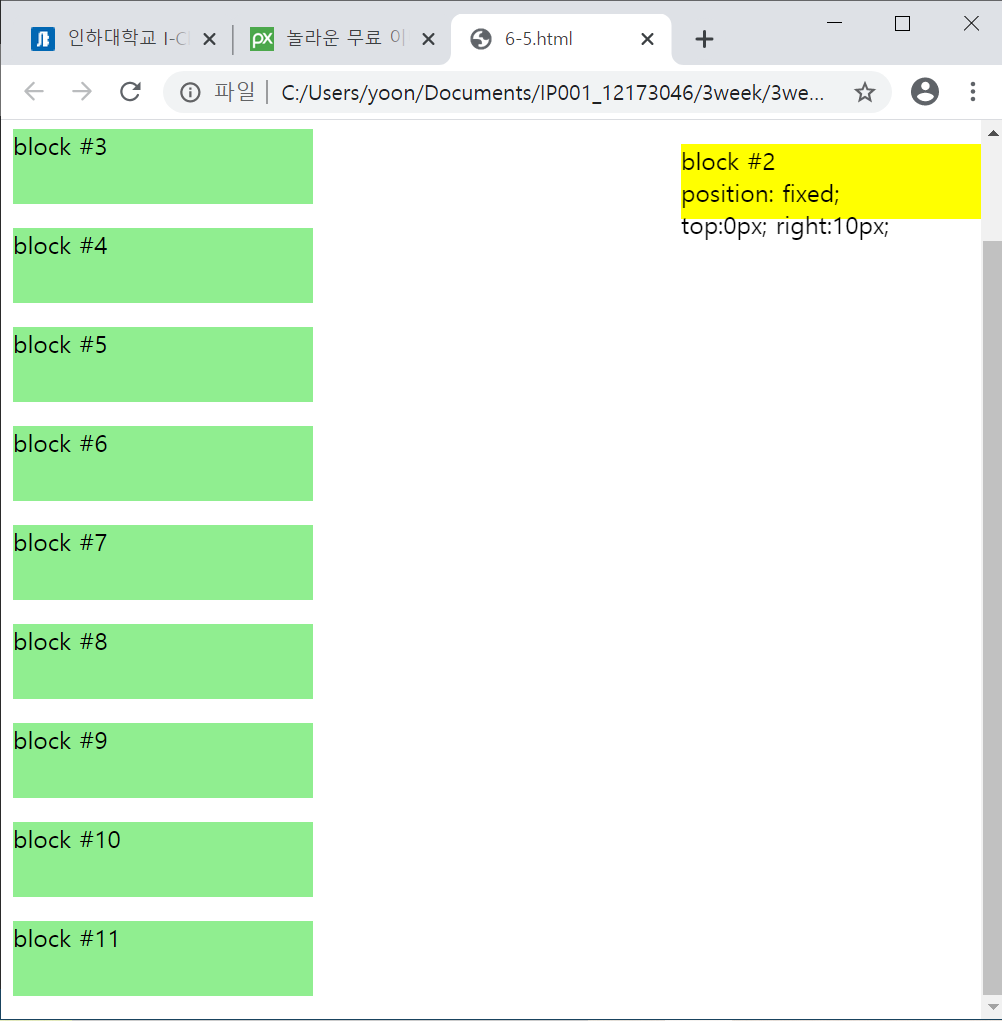 인하대학교 I-Cl
놀라운 무료 이
6-5.html
파일 C:/Users/yoon/Documents/IP001_12173046/3week/3we...
block #3
block #2
position: fixed;
top:0px; right:10px;
block #4
block #5
block #6
block #7
block #8
block #9
block #10
block #11